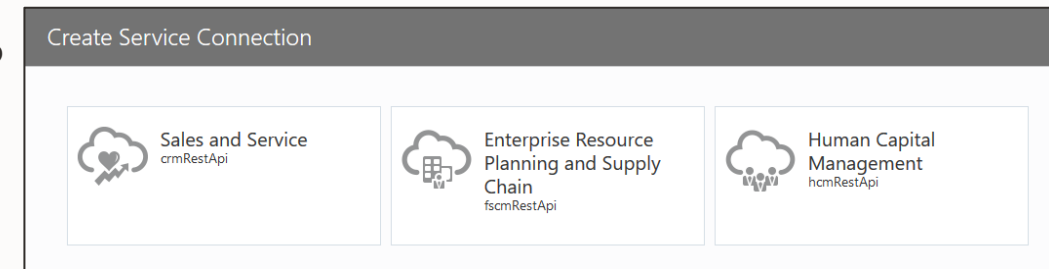 Create Service Connection
Sales and Service
crmRestApi
Enterprise Resource
Planning and Supply
Chain
fscmRestApi
Human Capital
Management
hcmRestApi